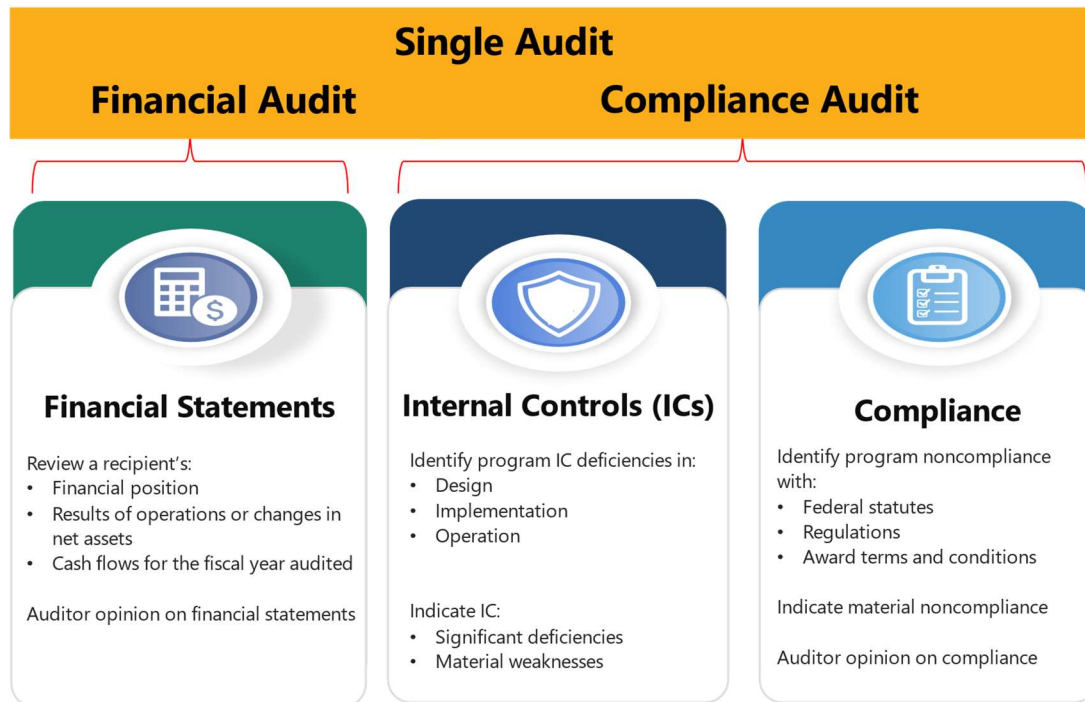 Single Audit
Financial Audit
Compliance Audit
$
Financial Statements
Review a recipient's:
• Financial position
• Results of operations or changes in
net assets
• Cash flows for the fiscal year audited
Auditor opinion on financial statements
Internal Controls (ICs)
Identify program IC deficiencies in:
• Design
• Implementation
• Operation
Indicate IC:
• Significant deficiencies
• Material weaknesses
Compliance
Identify program noncompliance
with:
• Federal statutes
• Regulations
• Award terms and conditions
Indicate material noncompliance
Auditor opinion on compliance